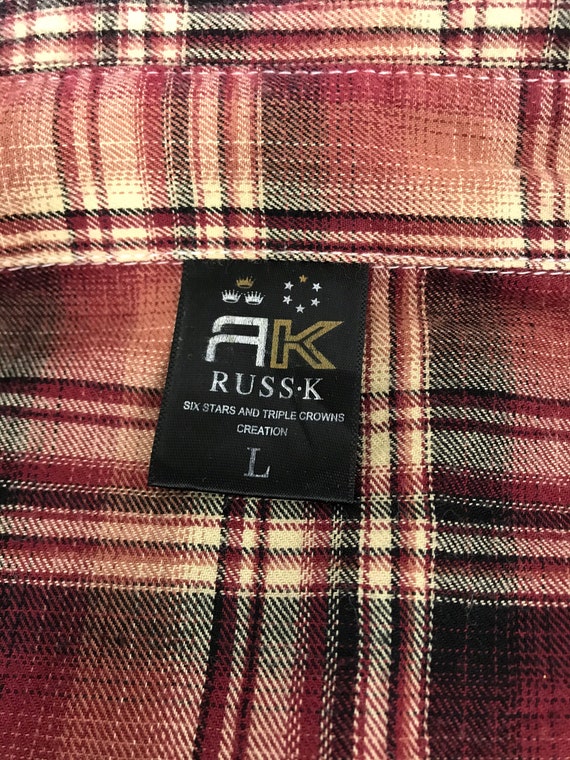 RK
RUSS·K
SIX STARS AND TRIPLE CROWNS
CREATION
L